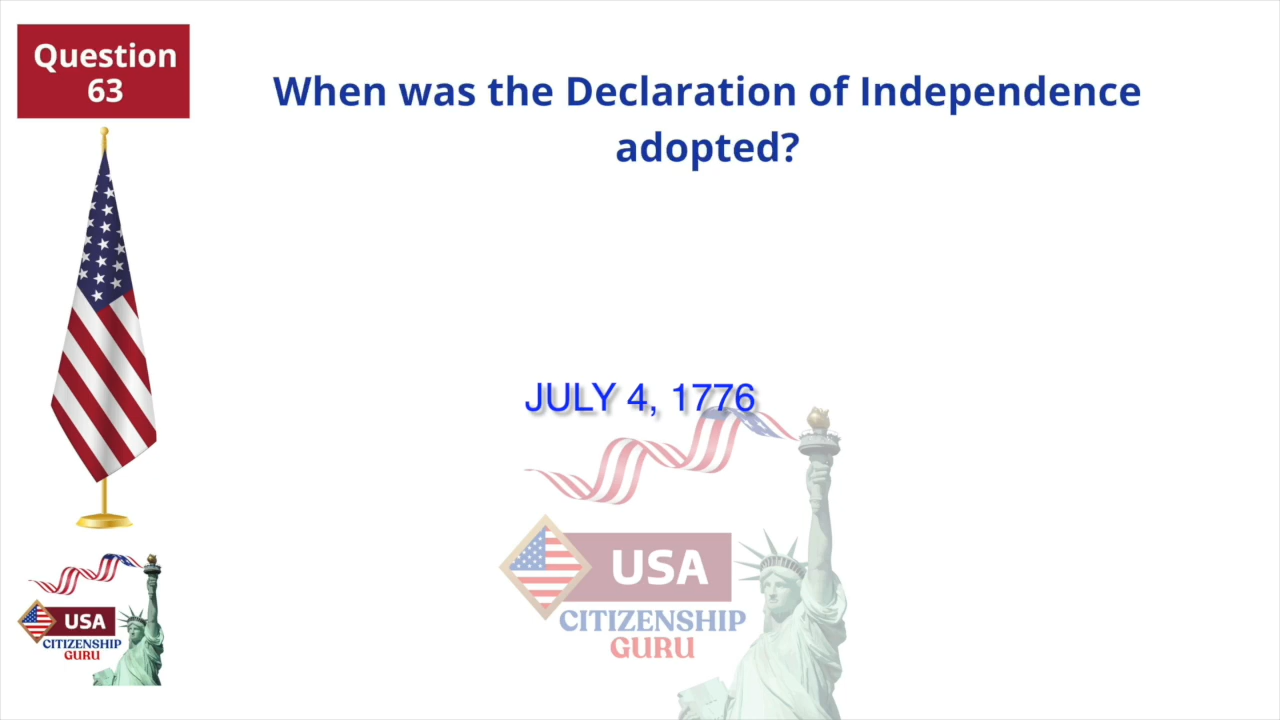 Question
63
When was the Declaration of Independence
adopted?
JULY 4, 1776
USA
CITIZENSHIP
GURU
USA
CITIZENSHIP
GURU